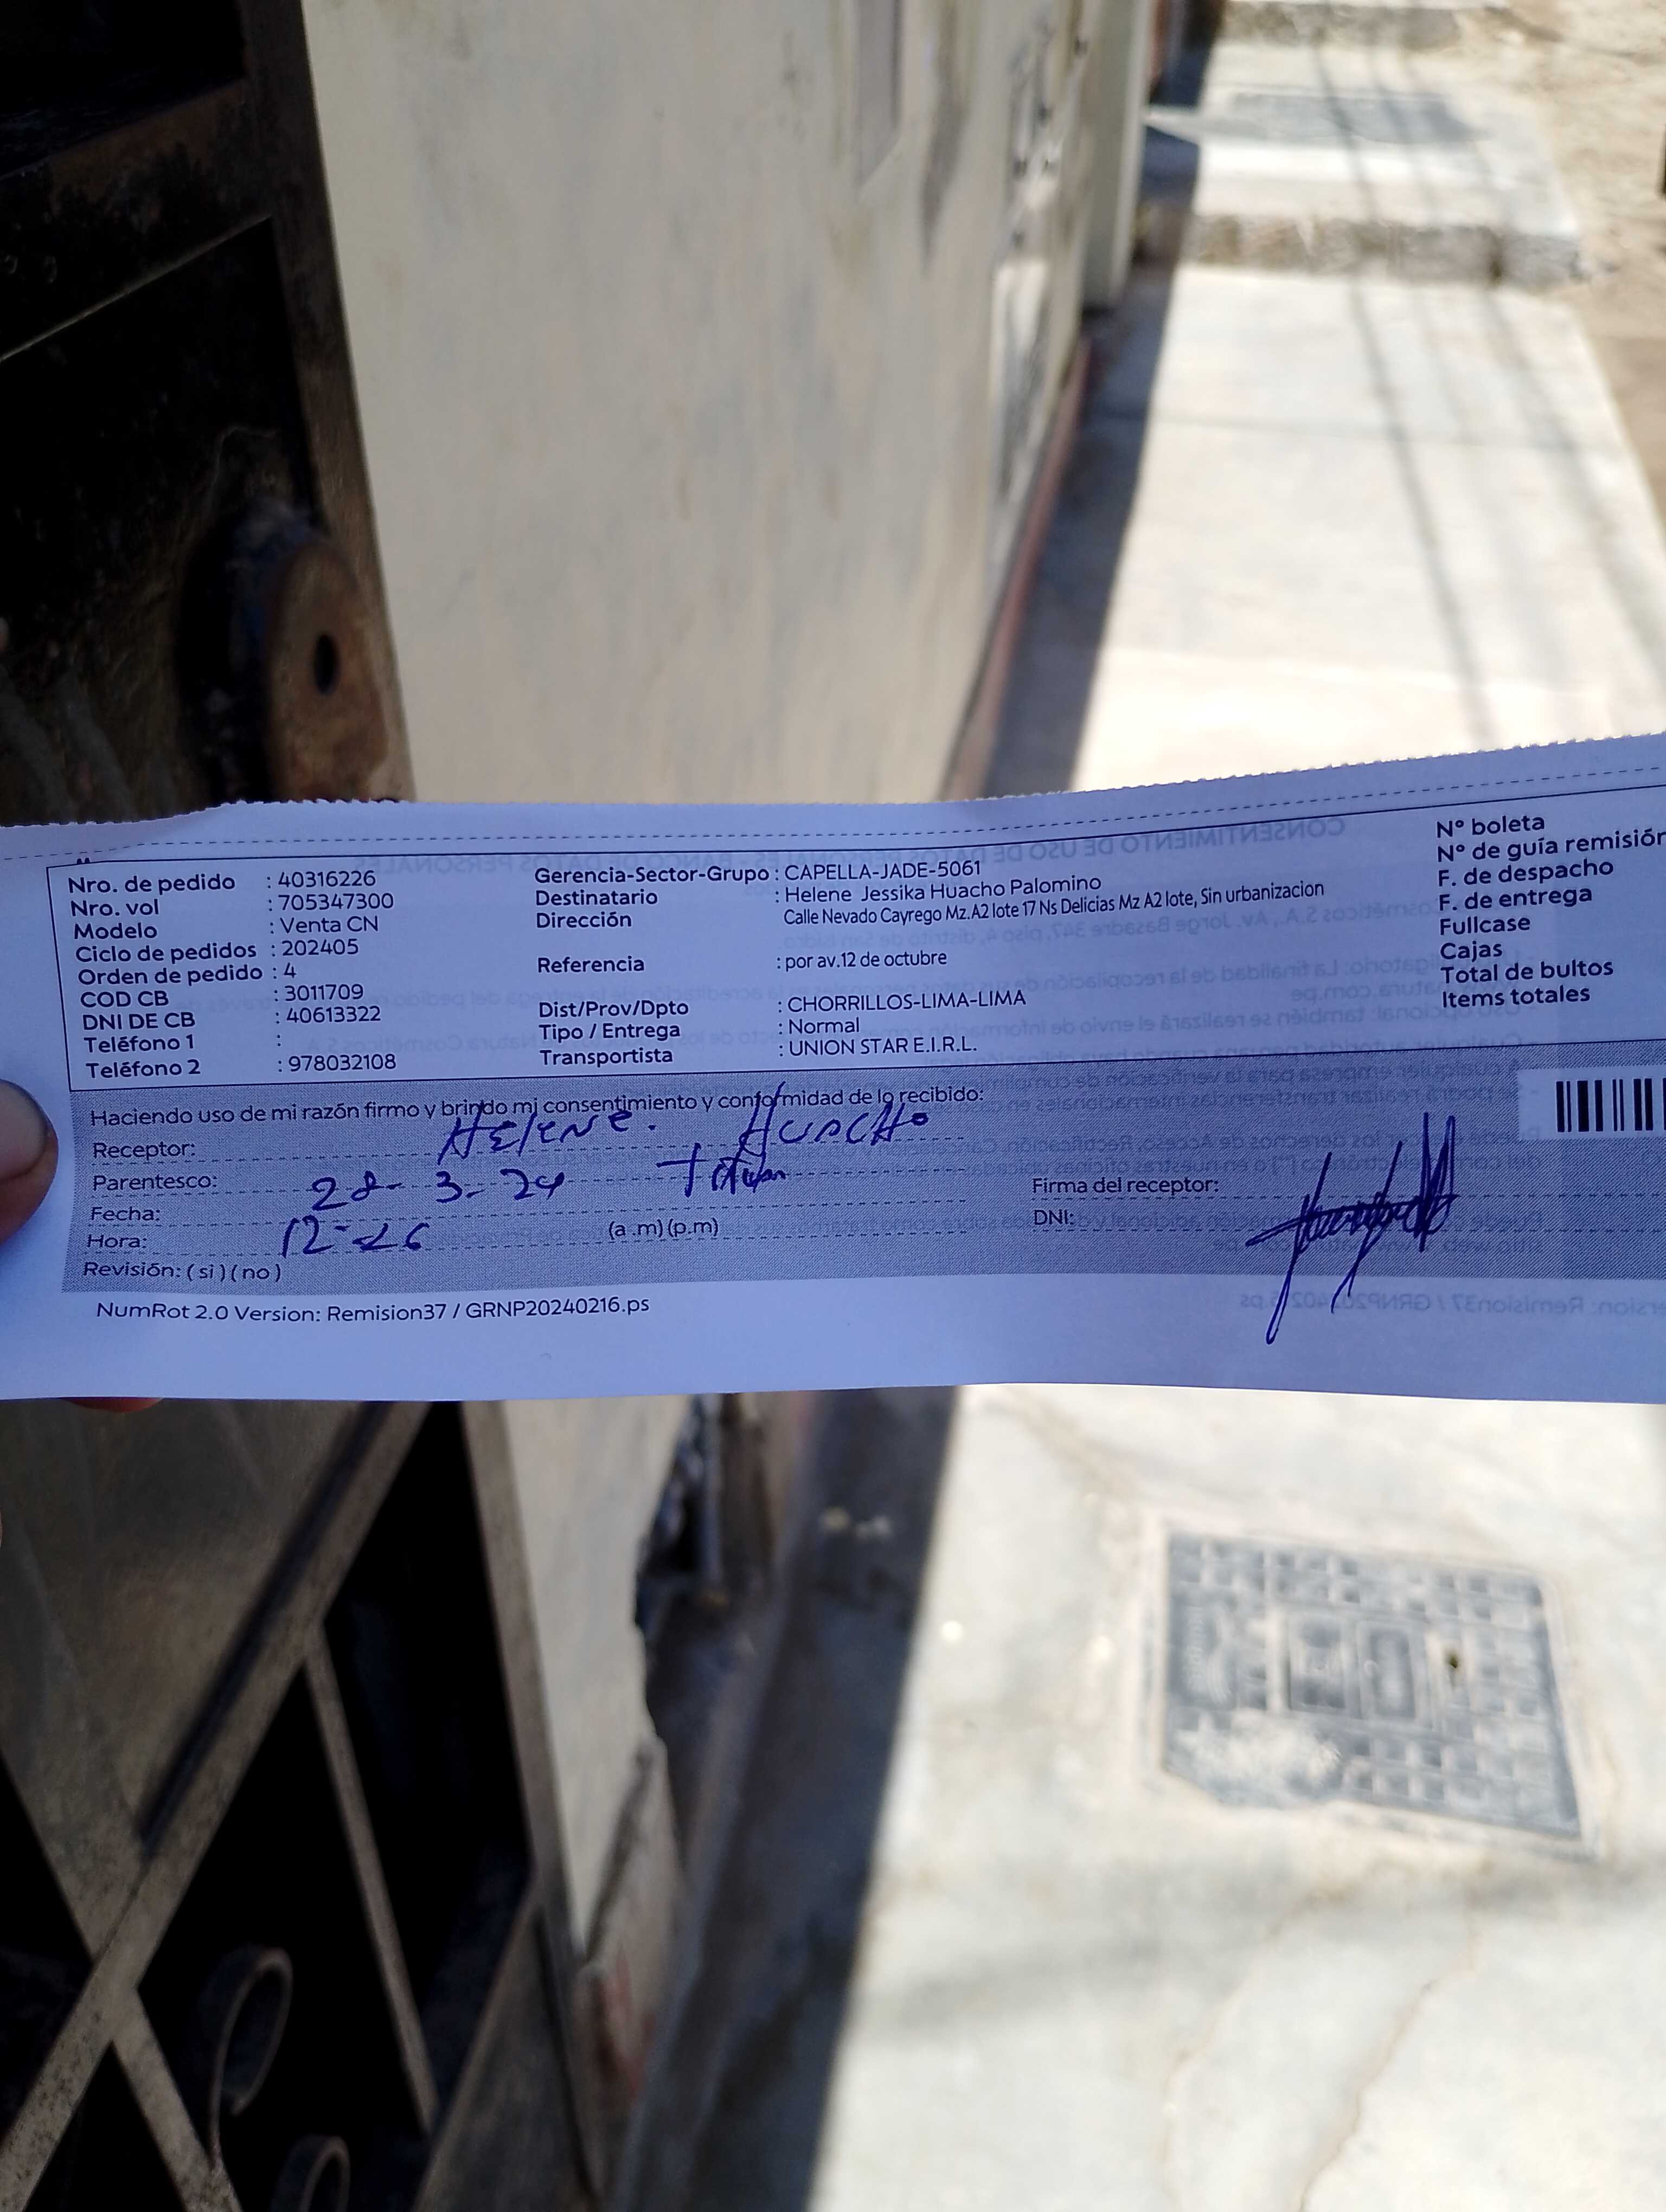 Nro. de pedido : 40316226
Nro. vol : 705347300
Modelo : Venta CN
Ciclo de pedidos : 202405
Orden de pedido : 4
COD CB : 3011709
DNI DE CB : 40613322
Teléfono 1 :
Teléfono 2 : 978032108
Gerencia-Sector-Grupo : CAPELLA-JADE-5061
Destinatario : Helene Jessika Huacho Palomino
Dirección Calle Nevado Cayrego Mz.A2 lote 17 Ns Delicias Mz A2 lote, Sin urbanizacion
Referencia : por av.12 de octubre
Dist/Prov/Dpto : CHORRILLOS-LIMA-LIMA
Tipo / Entrega : Normal
Transportista : UNION STAR E.I.R.L.
Nº boleta
Nº de guía remisión
F. de despacho
F. de entrega
Fullcase
Cajas
Total de bultos
Items totales
Haciendo uso de mi razón firmo y brindo mi consentimiento y conformidad de lo recibido:
Receptor: Helene. Huacho
Parentesco:
Fecha: 28- 3- 24
Hora: 12-26 (a .m) (p.m)
Revisión: ( si ) ( no )
Firma del receptor:
DNI:
NumRot 2.0 Version: Remision37 / GRNP20240216.ps